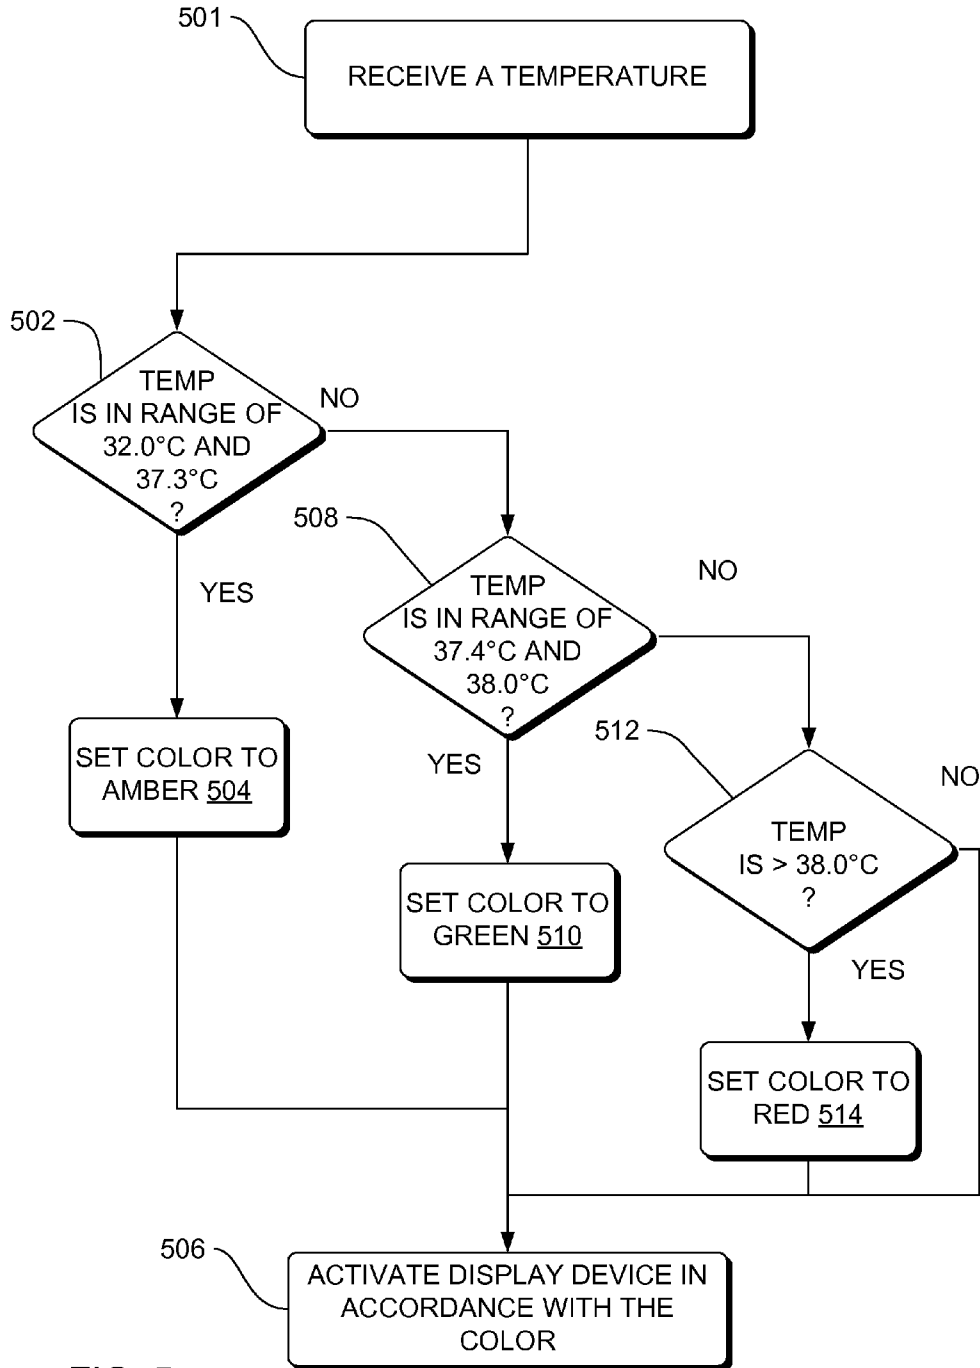 501
RECEIVE A TEMPERATURE
502
TEMP
IS IN RANGE OF
32.0°C AND
37.3°C
?
NO
YES
508
TEMP
IS IN RANGE OF
37.4°C AND
38.0°C
?
NO
YES
SET COLOR TO
AMBER 504
512
TEMP
IS > 38.0°C
?
NO
YES
SET COLOR TO
GREEN 510
SET COLOR TO
RED 514
506
ACTIVATE DISPLAY DEVICE IN
ACCORDANCE WITH THE
COLOR